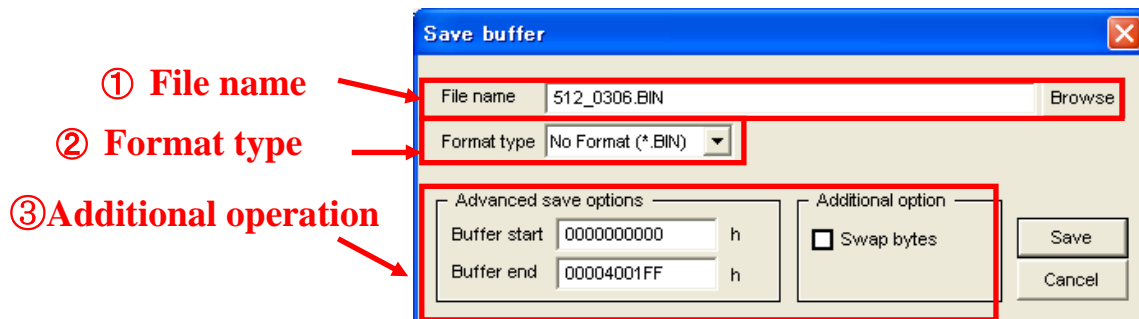 Save buffer
① File name
File name 512_0306.BIN Browse
② Format type
Format type No Format (*.BIN)
③Additional operation
Advanced save options Additional option
Buffer start 0000000000 h Swap bytes Save
Buffer end 00004001FF h Cancel